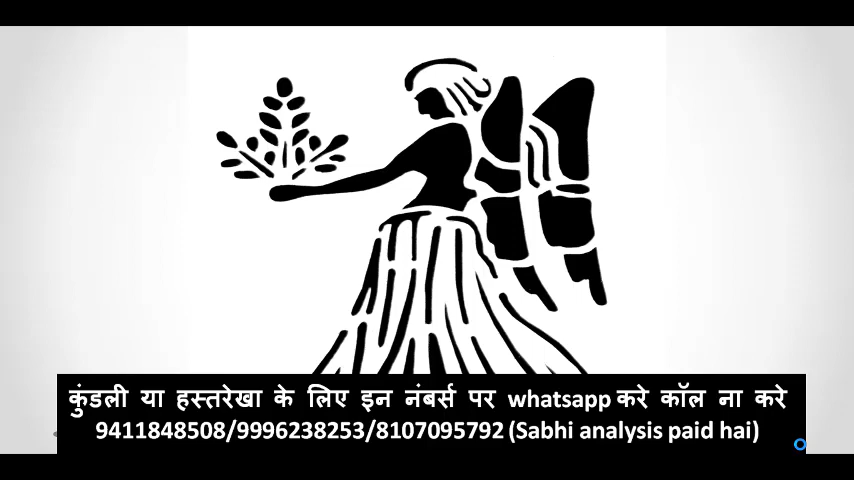 कुंडली या हस्तरेखा के लिए इन नंबर्स पर whatsapp करे कॉल ना करे
9411848508/9996238253/8107095792 (Sabhi analysis paid hai)